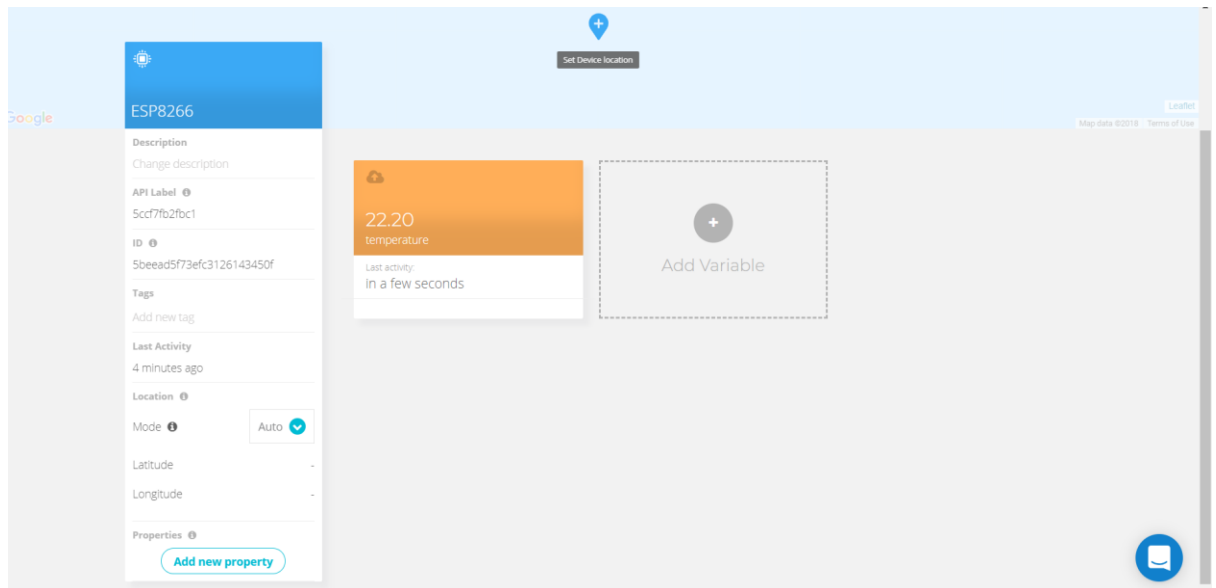 Set Device location
ESP8266
Google
Leaflet
Map data ©2018 Terms of Use
Description
Change description
API Label
5ccf7fb2fbc1
ID
5beead5f73efc3126143450f
Tags
Add new tag
Last Activity
4 minutes ago
Location
Mode Auto
Latitude -
Longitude -
Properties
Add new property
22.20
temperature
Last activity:
in a few seconds
Add Variable